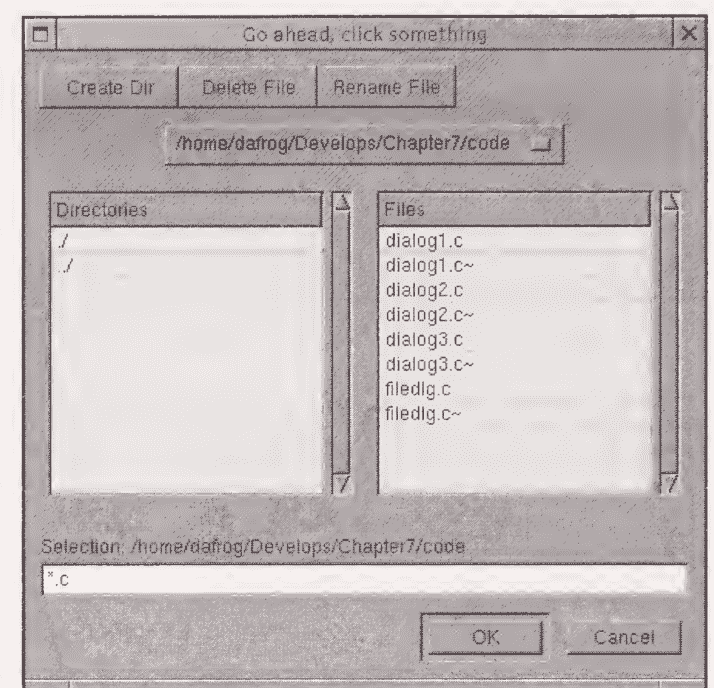 Go ahead, click something
Create Dir Delete File Rename File
/home/dafrog/Develops/Chapter7/code
Directories
./
../
Files
dialog1.c
dialog1.c~
dialog2.c
dialog2.c~
dialog3.c
dialog3.c~
filedlg.c
filedlg.c~
Selection: /home/dafrog/Develops/Chapter7/code
*.c
OK Cancel